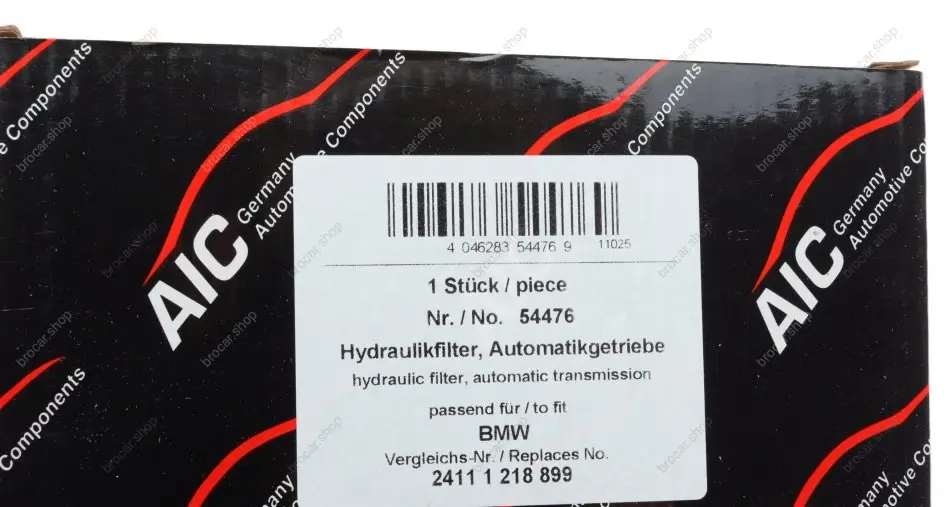 AIC Germany
Automotive Components
4 046283 54476 9
11025
1 Stück / piece
Nr. / No. 54476
Hydraulikfilter, Automatikgetriebe
hydraulic filter, automatic transmission
passend für / to fit
BMW
Vergleichs-Nr. / Replaces No.
2411 1 218 899
AIC Germany
Automotive Co
e Components
Components
Components
brocar.shop